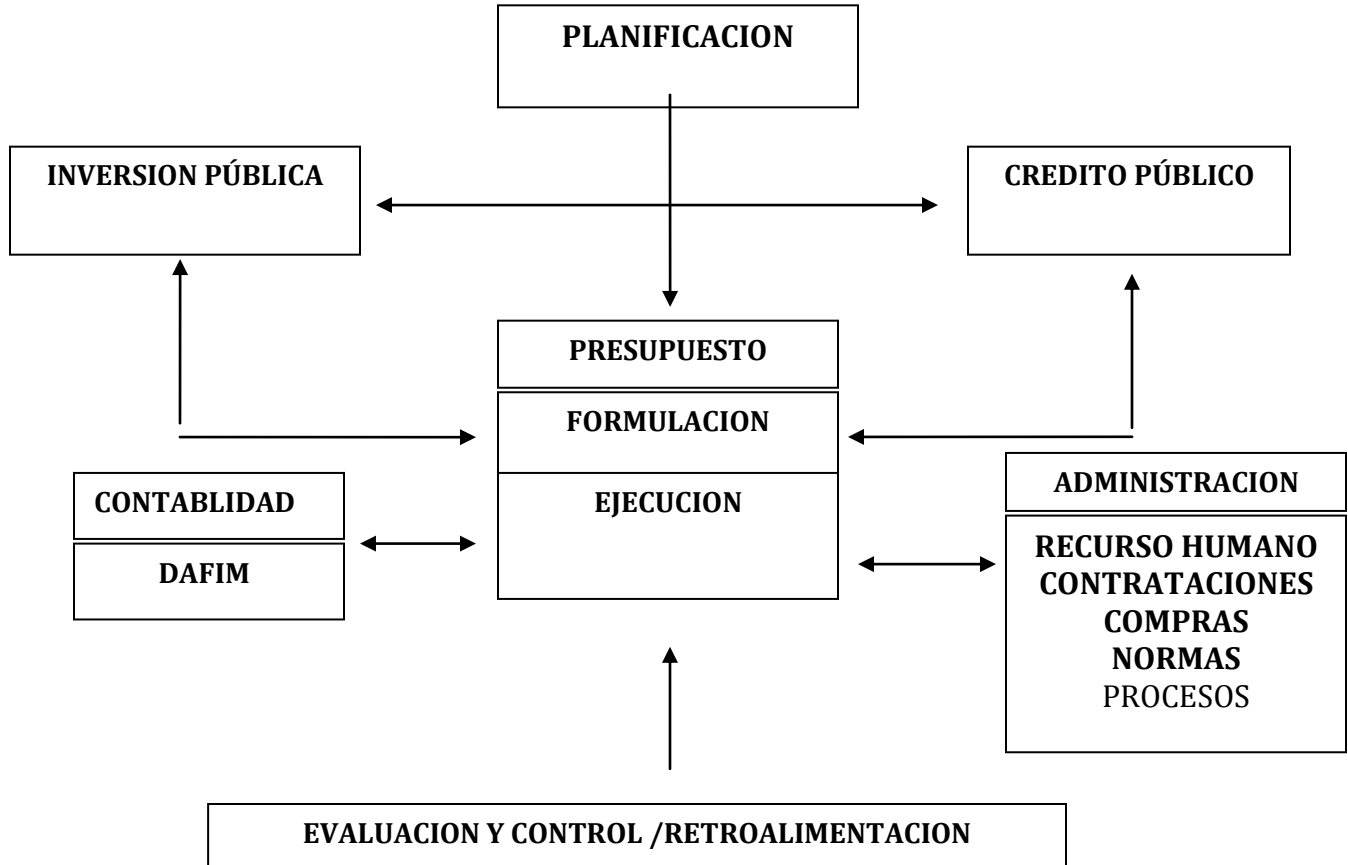 PLANIFICACION
INVERSION PÚBLICA
CREDITO PÚBLICO
PRESUPUESTO
FORMULACION
EJECUCION
CONTABLIDAD
DAFIM
ADMINISTRACION
RECURSO HUMANO
CONTRATACIONES
COMPRAS
NORMAS
PROCESOS
EVALUACION Y CONTROL /RETROALIMENTACION